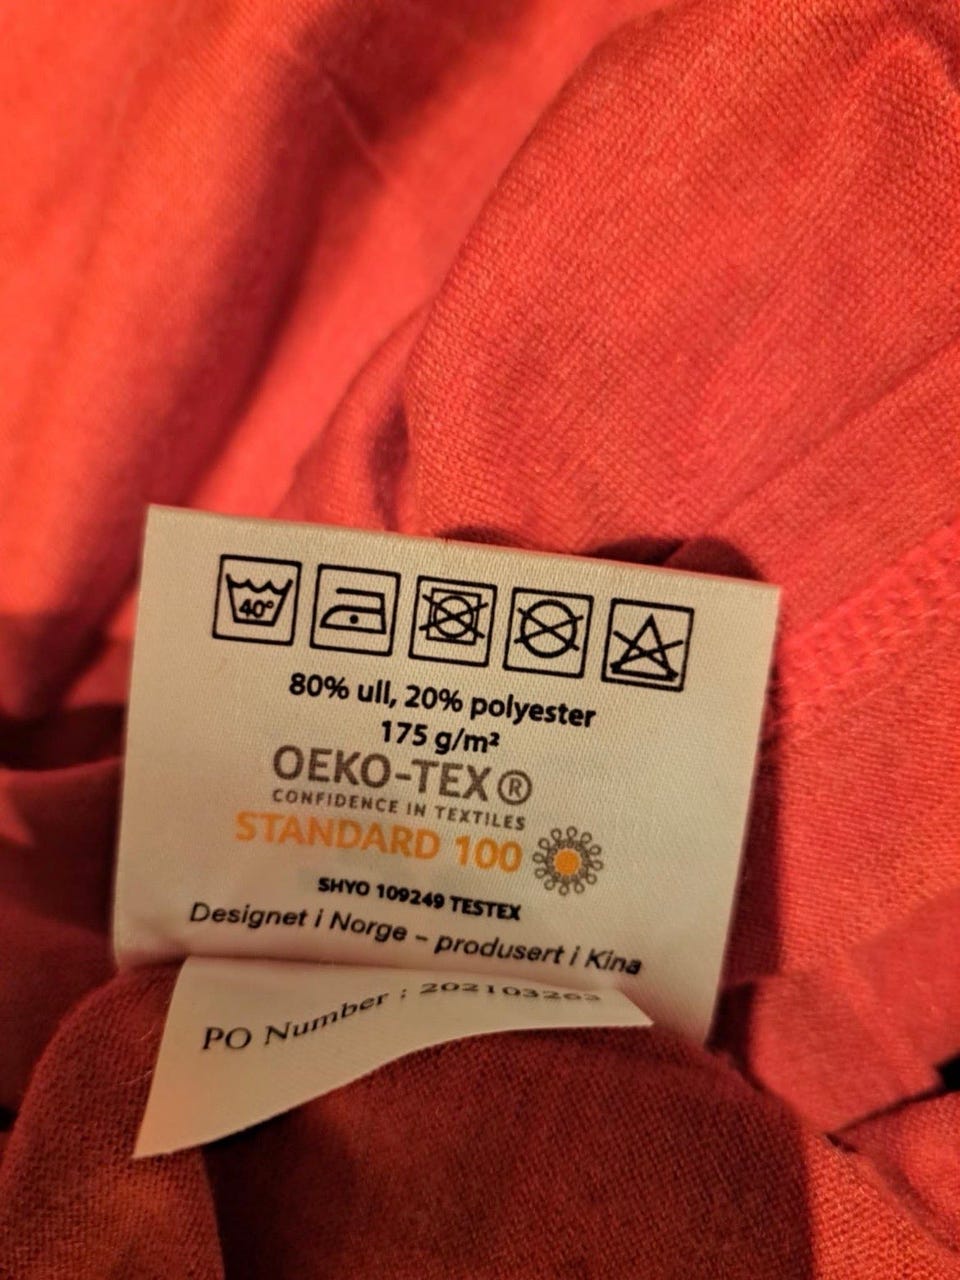 40°
80% ull, 20% polyester
175 g/m²
OEKO-TEX®
CONFIDENCE IN TEXTILES
STANDARD 100
SHYO 109249 TESTEX
Designet i Norge – produsert i Kina
PO Number : 202103263